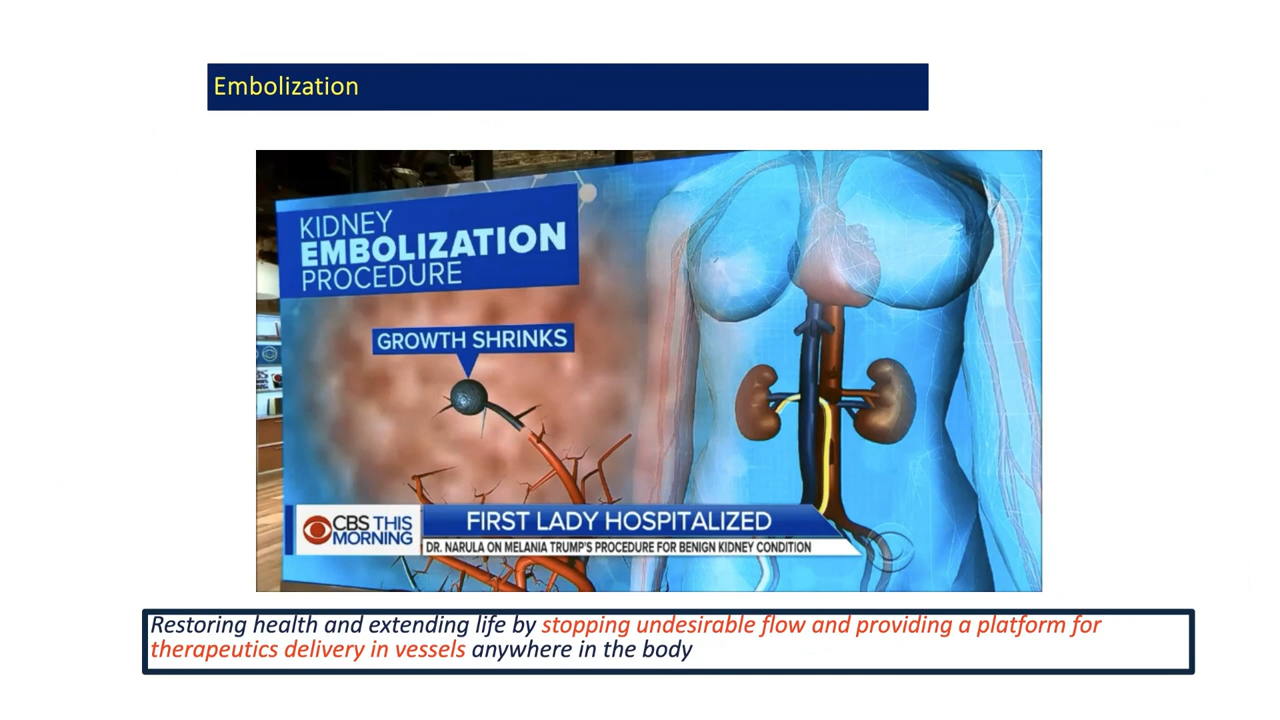 Embolization
KIDNEY
EMBOLIZATION
PROCEDURE
GROWTH SHRINKS
CBS THIS
MORNING
FIRST LADY HOSPITALIZED
DR. NARULA ON MELANIA TRUMP'S PROCEDURE FOR BENIGN KIDNEY CONDITION
Restoring health and extending life by stopping undesirable flow and providing a platform for
therapeutics delivery in vessels anywhere in the body